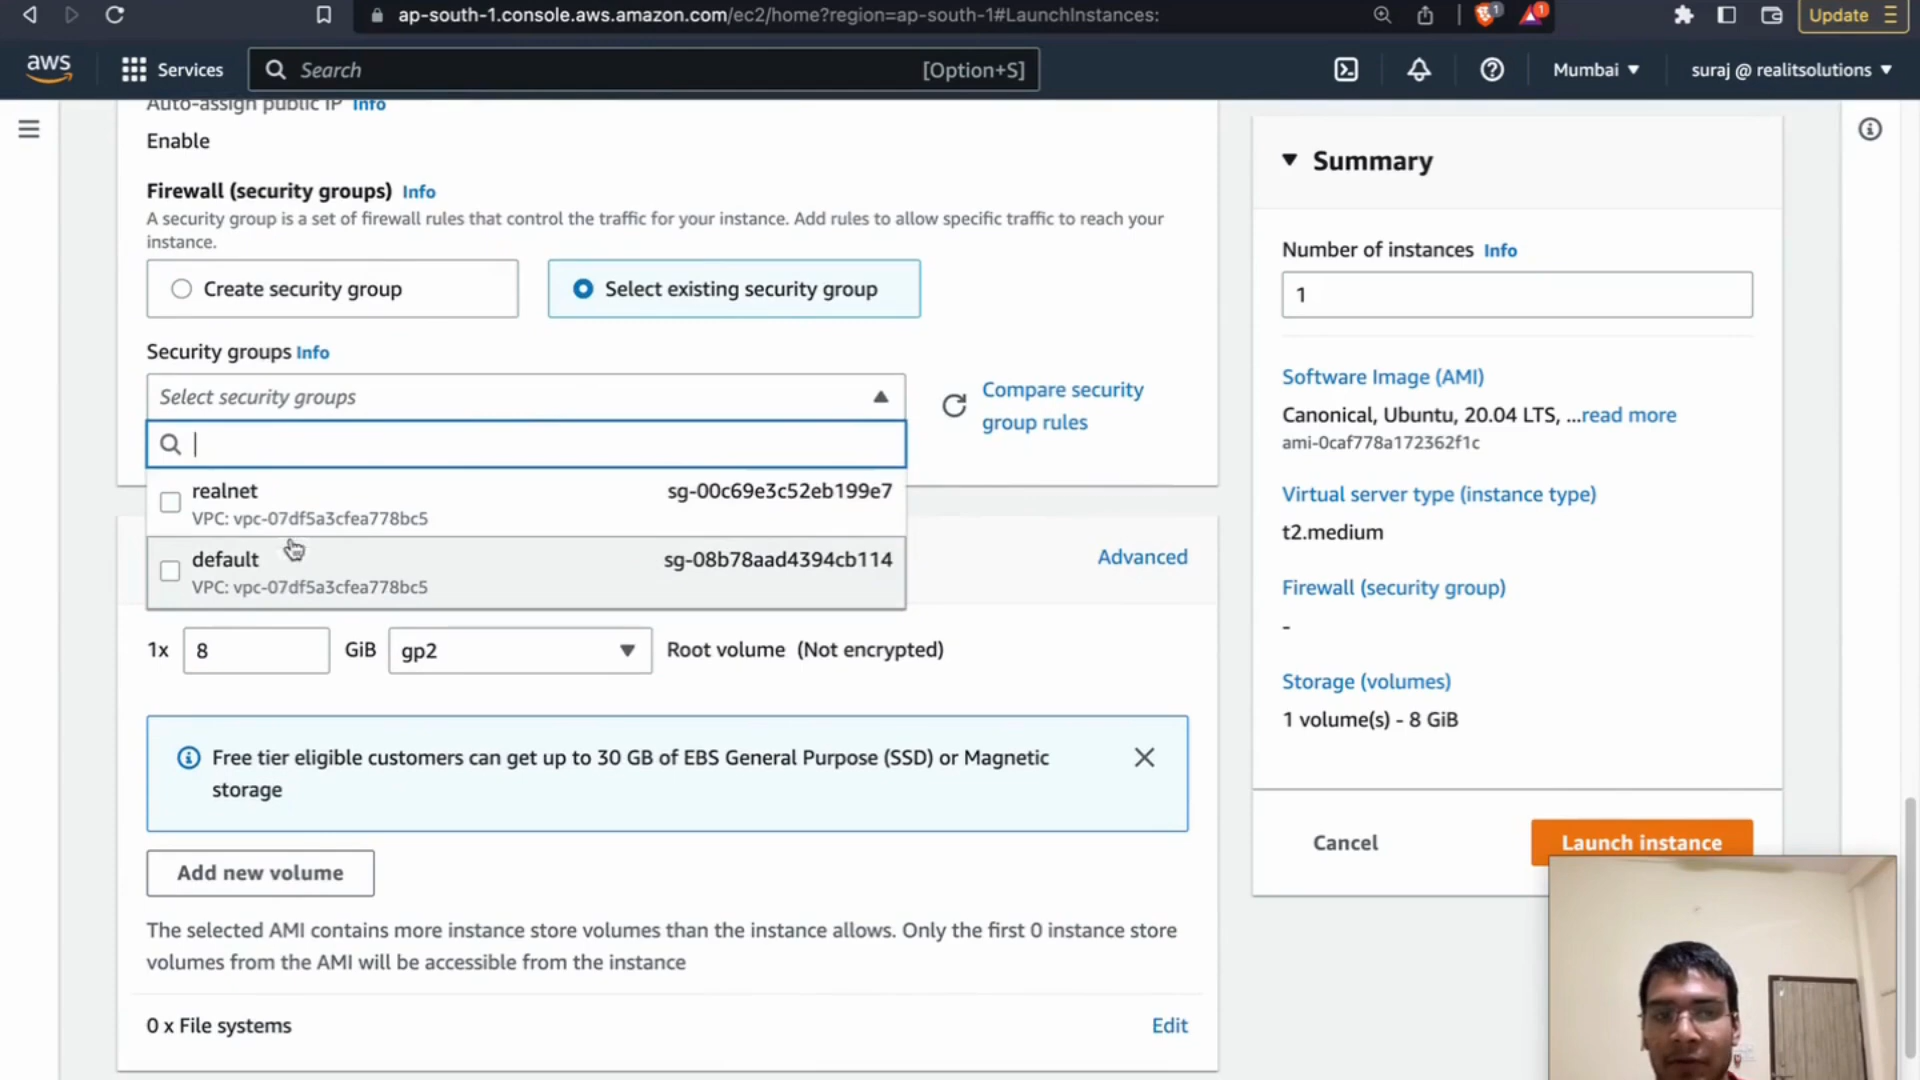 ap-south-1.console.aws.amazon.com/ec2/home?region=ap-south-1#LaunchInstances:
1
1
Update
aws
Services
Search
[Option+S]
Mumbai
suraj @ realitsolutions
Auto-assign public IP Info
Enable
Firewall (security groups) Info
A security group is a set of firewall rules that control the traffic for your instance. Add rules to allow specific traffic to reach your
instance.
Create security group
Select existing security group
Security groups Info
Select security groups
Compare security
group rules
realnet
sg-00c69e3c52eb199e7
VPC: vpc-07df5a3cfea778bc5
default
sg-08b78aad4394cb114
VPC: vpc-07df5a3cfea778bc5
Advanced
1x
8
GiB
gp2
Root volume (Not encrypted)
Free tier eligible customers can get up to 30 GB of EBS General Purpose (SSD) or Magnetic
storage
Add new volume
The selected AMI contains more instance store volumes than the instance allows. Only the first 0 instance store
volumes from the AMI will be accessible from the instance
0 x File systems
Edit
Summary
Number of instances Info
1
Software Image (AMI)
Canonical, Ubuntu, 20.04 LTS, ...read more
ami-0caf778a172362f1c
Virtual server type (instance type)
t2.medium
Firewall (security group)
-
Storage (volumes)
1 volume(s) - 8 GiB
Cancel
Launch instance